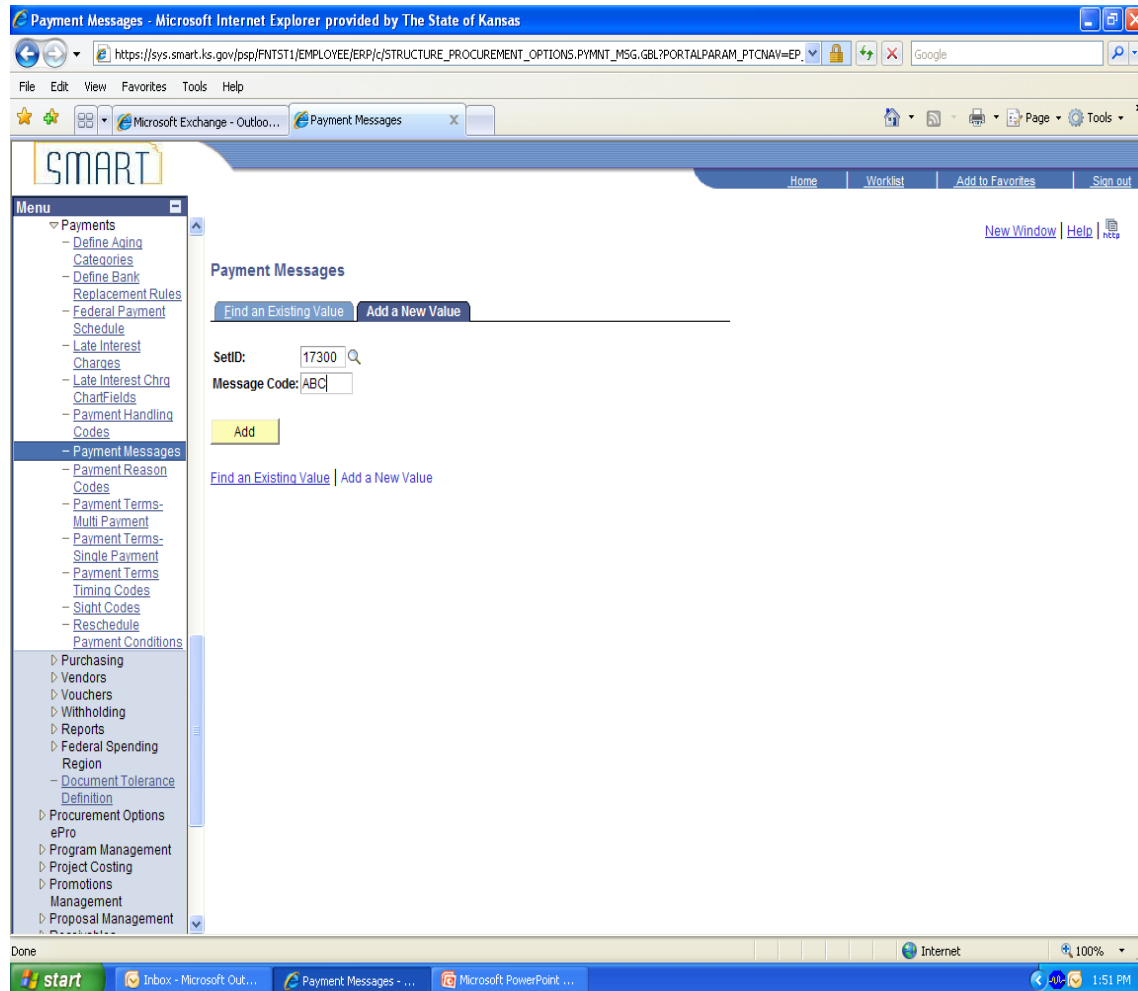 Payment Messages - Microsoft Internet Explorer provided by The State of Kansas
https://sys.smart.ks.gov/psp/FNTST1/EMPLOYEE/ERP/c/STRUCTURE_PROCUREMENT_OPTIONS.PYMNT_MSG.GBL?PORTALPARAM_PTCNAV=EP_
Google
File Edit View Favorites Tools Help
Microsoft Exchange - Outloo... Payment Messages X
Page Tools
SMART
Home Worklist Add to Favorites Sign out
Menu
New Window | Help | http
Payments
– Define Aging
Categories
– Define Bank
Replacement Rules
– Federal Payment
Schedule
– Late Interest
Charges
– Late Interest Chrg
ChartFields
– Payment Handling
Codes
– Payment Messages
– Payment Reason
Codes
– Payment Terms-
Multi Payment
– Payment Terms-
Single Payment
– Payment Terms
Timing Codes
– Sight Codes
– Reschedule
Payment Conditions
Purchasing
Vendors
Vouchers
Withholding
Reports
Federal Spending
Region
– Document Tolerance
Definition
Procurement Options
ePro
Program Management
Project Costing
Promotions
Management
Proposal Management
Payment Messages
Find an Existing Value Add a New Value
SetID: 17300
Message Code: ABC
Add
Find an Existing Value | Add a New Value
Done Internet 100%
start Inbox - Microsoft Out... Payment Messages - ... Microsoft PowerPoint ... 1:51 PM